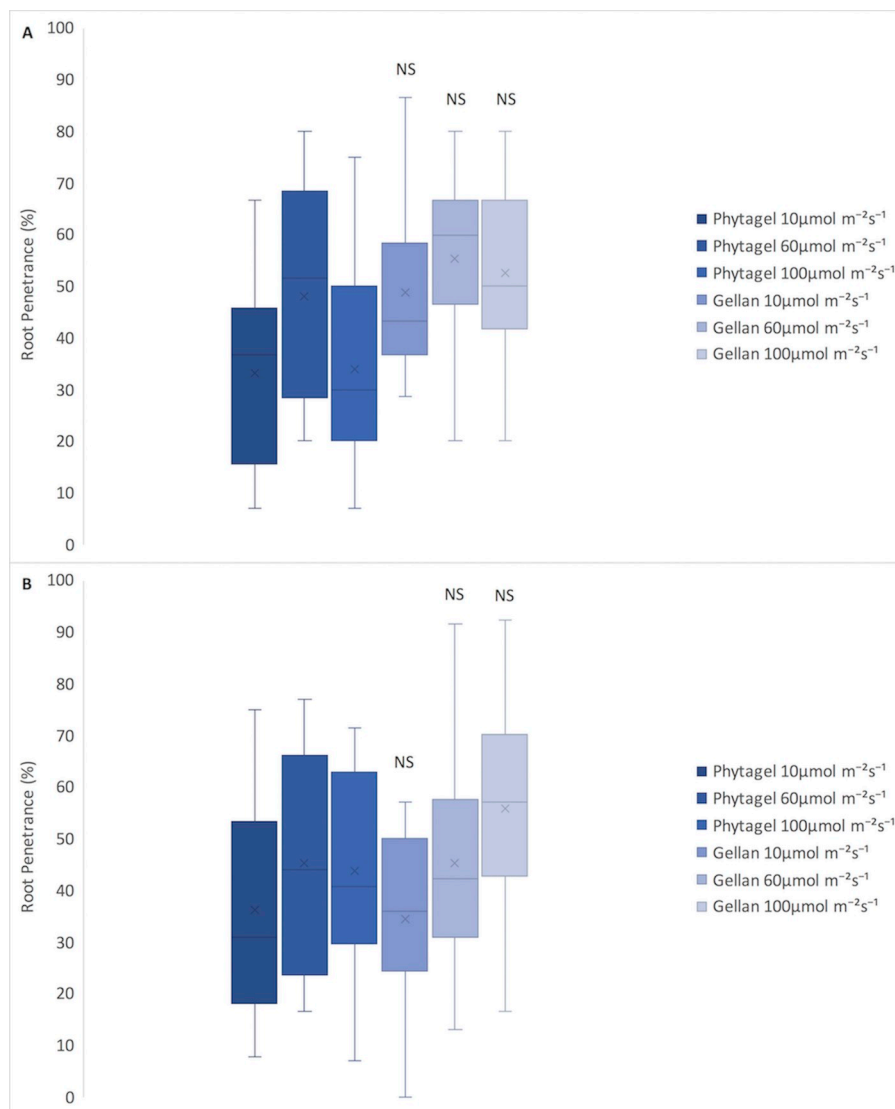 A
100
90
80
70
60
50
40
30
20
10
0
Root Penetrance (%)
NS
NS
NS
Phytagel 10µmol m⁻²s⁻¹
Phytagel 60µmol m⁻²s⁻¹
Phytagel 100µmol m⁻²s⁻¹
Gellan 10µmol m⁻²s⁻¹
Gellan 60µmol m⁻²s⁻¹
Gellan 100µmol m⁻²s⁻¹
B
100
90
80
70
60
50
40
30
20
10
0
Root Penetrance (%)
NS
NS
NS
Phytagel 10µmol m⁻²s⁻¹
Phytagel 60µmol m⁻²s⁻¹
Phytagel 100µmol m⁻²s⁻¹
Gellan 10µmol m⁻²s⁻¹
Gellan 60µmol m⁻²s⁻¹
Gellan 100µmol m⁻²s⁻¹